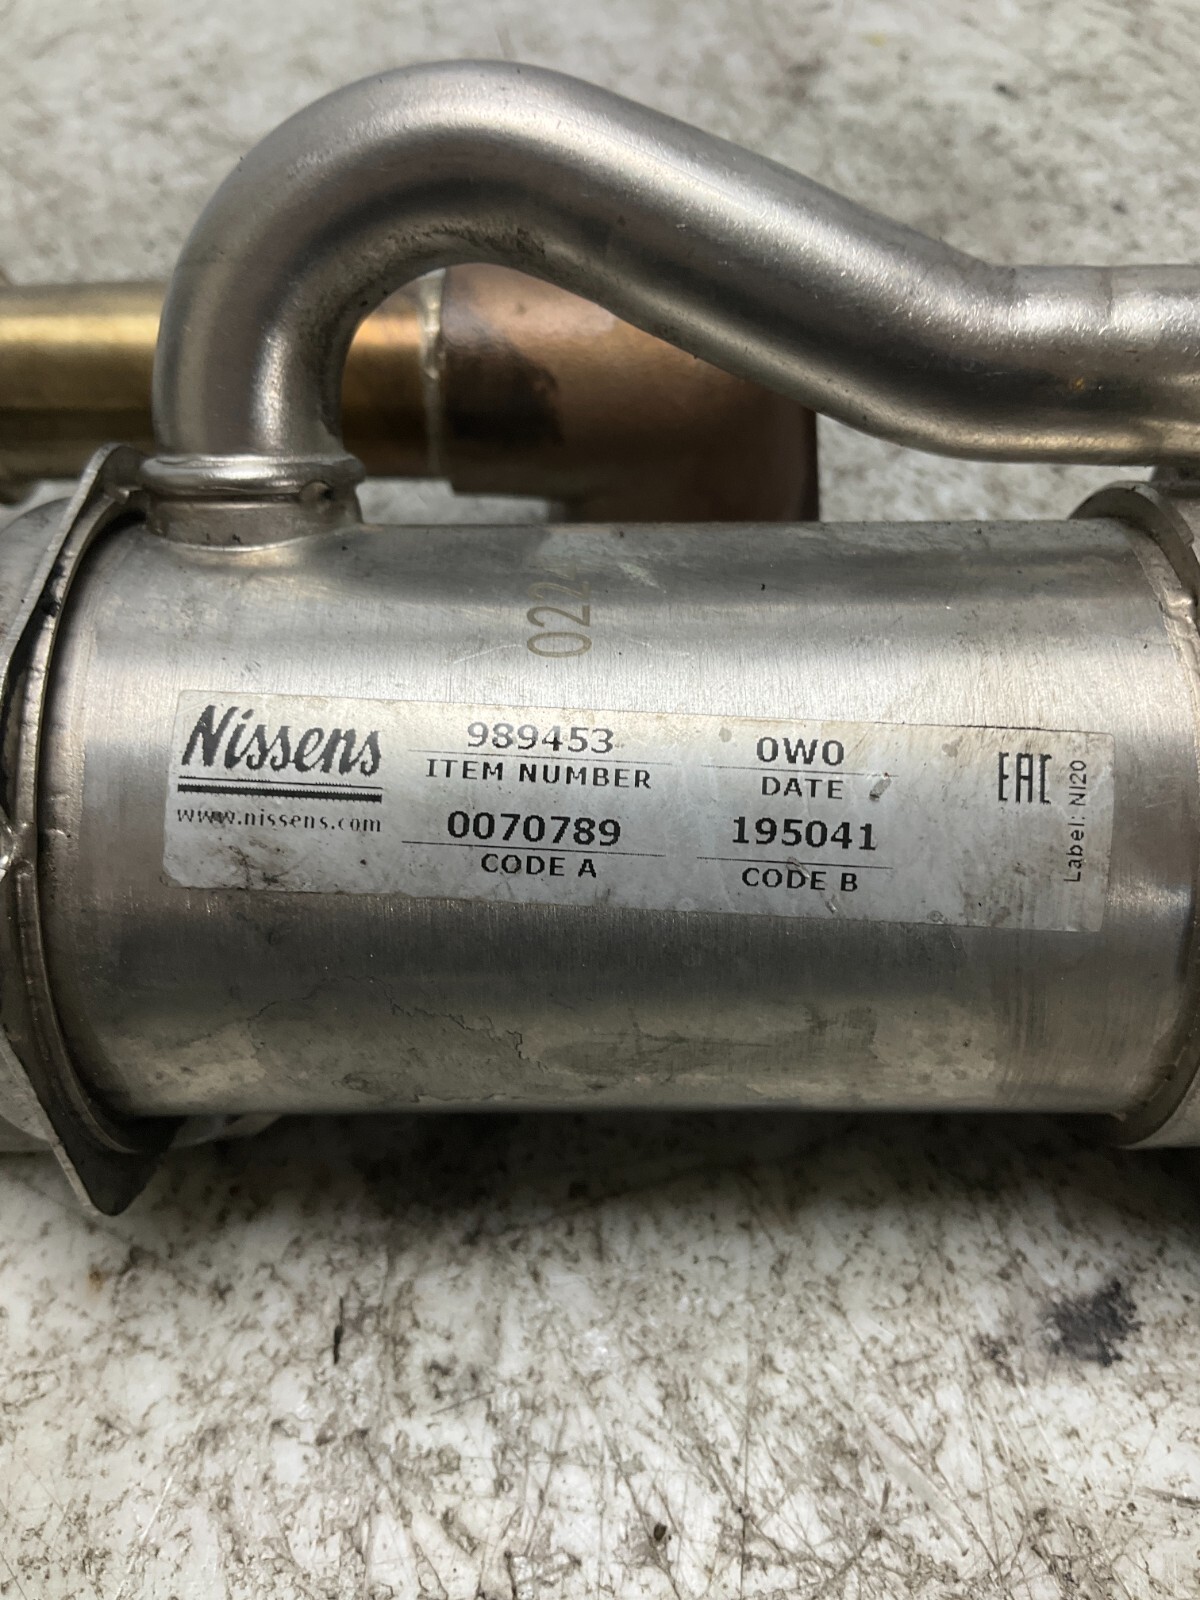 022
Nissens
www.nissens.com
989453
ITEM NUMBER
0070789
CODE A
0W0
DATE
195041
CODE B
EAC
Label: NI20